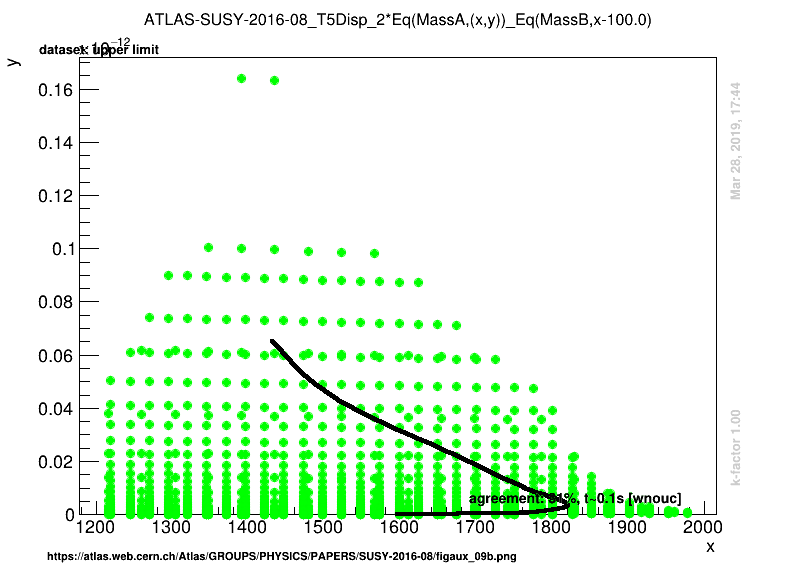 ATLAS-SUSY-2016-08_T5Disp_2*Eq(MassA,(x,y))_Eq(MassB,x-100.0)
×10⁻¹²
dataset: upper limit
y
0.16
0.14
0.12
0.1
0.08
0.06
0.04
0.02
0
1200 1300 1400 1500 1600 1700 1800 1900 2000
x
agreement: 91%, t~0.1s [wnouc]
Mar 28, 2019, 17:44
k-factor 1.00
https://atlas.web.cern.ch/Atlas/GROUPS/PHYSICS/PAPERS/SUSY-2016-08/figaux_09b.png